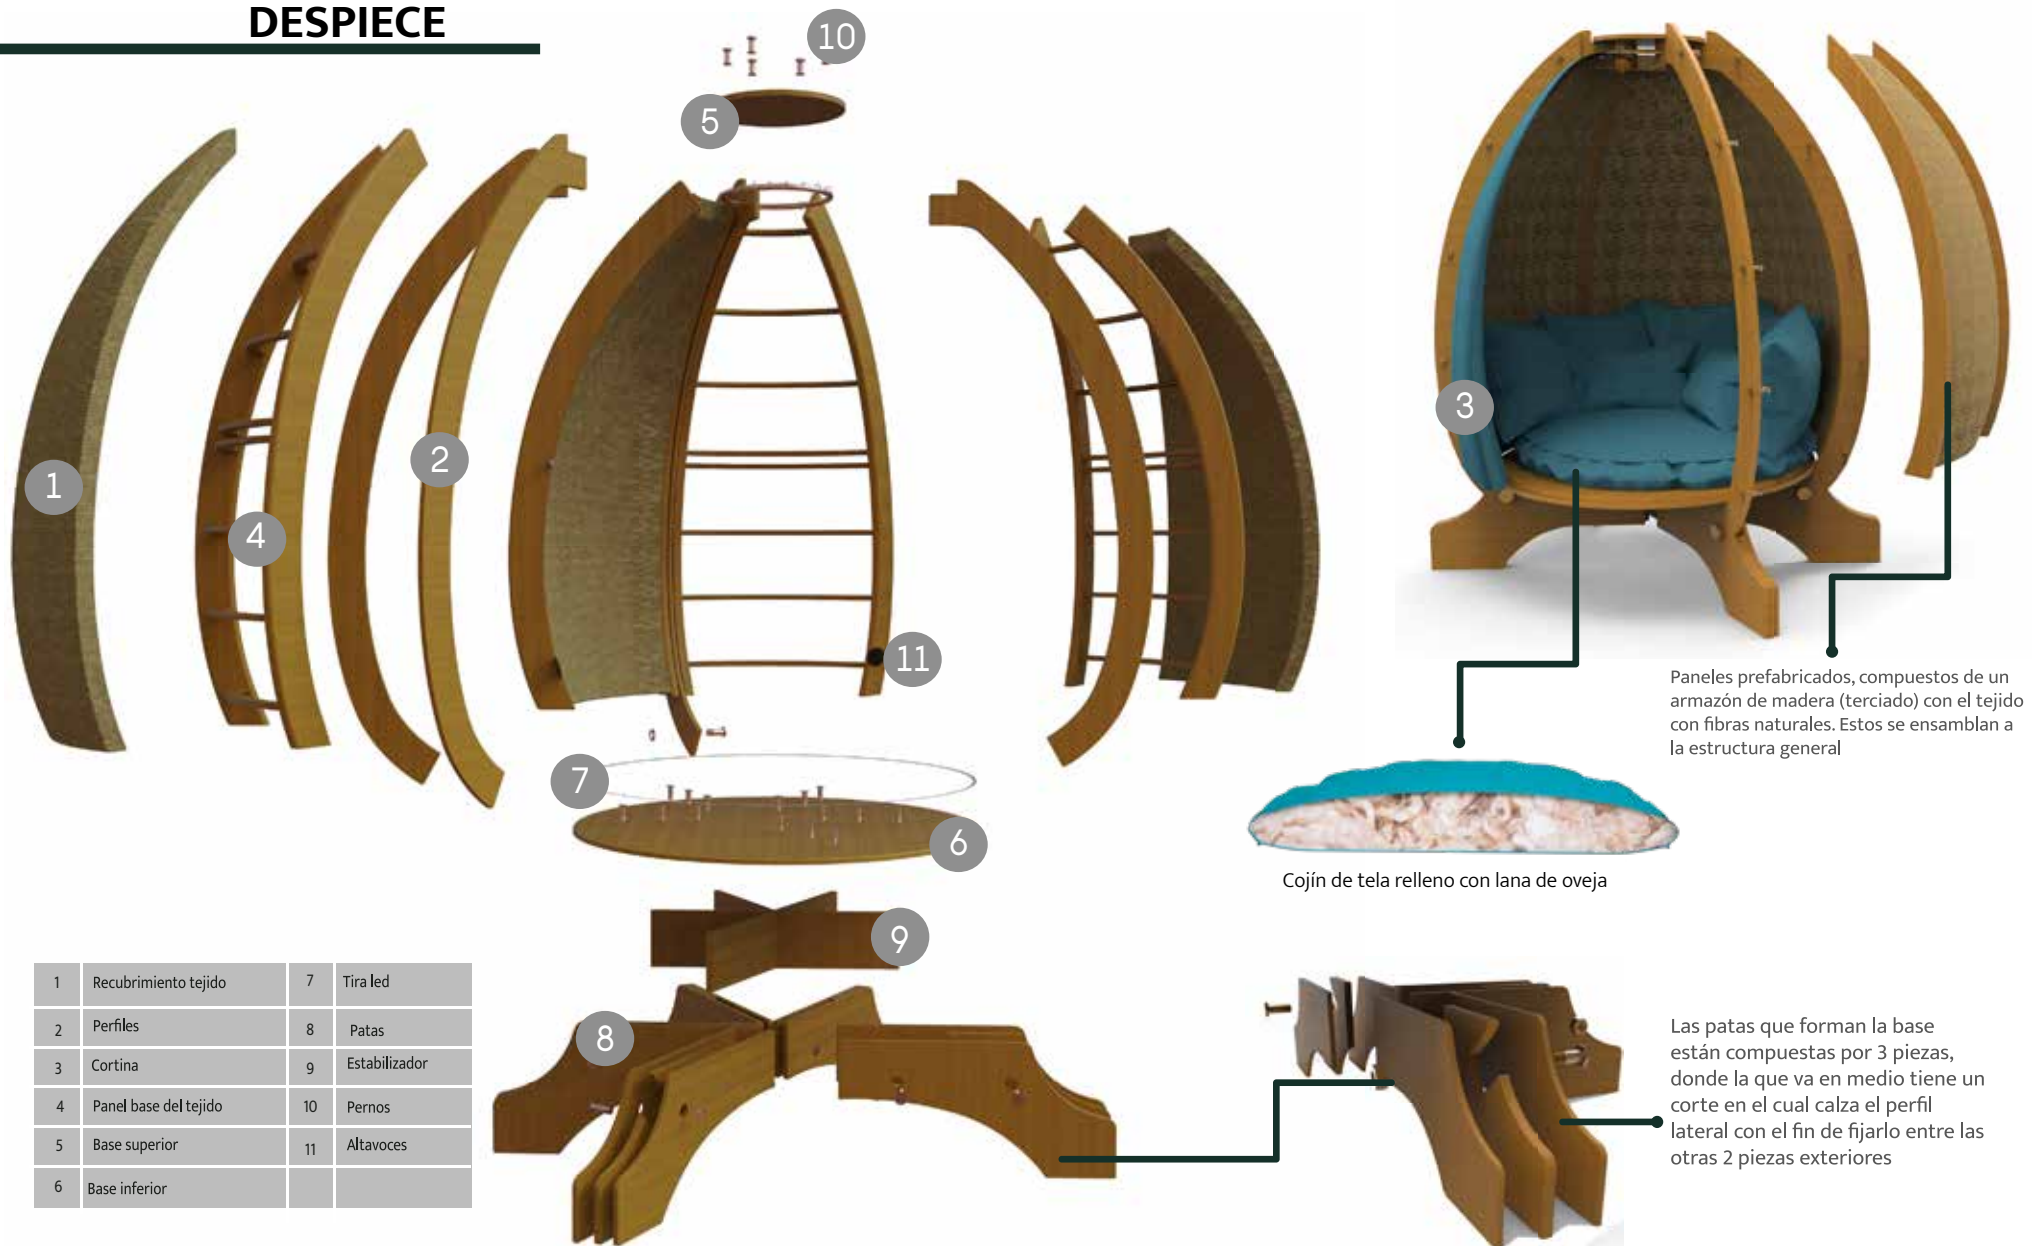 DESPIECE
10
5
1
4
2
3
11
7
6
9
8
Paneles prefabricados, compuestos de un
armazón de madera (terciado) con el tejido
con fibras naturales. Estos se ensamblan a
la estructura general
Cojín de tela relleno con lana de oveja
1 Recubrimiento tejido 7 Tira led
2 Perfiles 8 Patas
3 Cortina 9 Estabilizador
4 Panel base del tejido 10 Pernos
5 Base superior 11 Altavoces
6 Base inferior
Las patas que forman la base
están compuestas por 3 piezas,
donde la que va en medio tiene un
corte en el cual calza el perfil
lateral con el fin de fijarlo entre las
otras 2 piezas exteriores